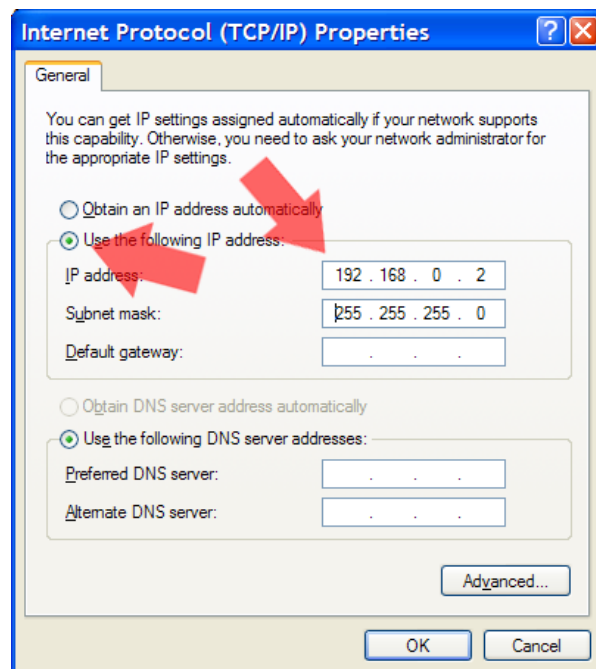 Internet Protocol (TCP/IP) Properties
General
You can get IP settings assigned automatically if your network supports
this capability. Otherwise, you need to ask your network administrator for
the appropriate IP settings.
Obtain an IP address automatically
Use the following IP address:
IP address: 192 . 168 . 0 . 2
Subnet mask: 255 . 255 . 255 . 0
Default gateway: . . .
Obtain DNS server address automatically
Use the following DNS server addresses:
Preferred DNS server: . . .
Alternate DNS server: . . .
Advanced...
OK Cancel